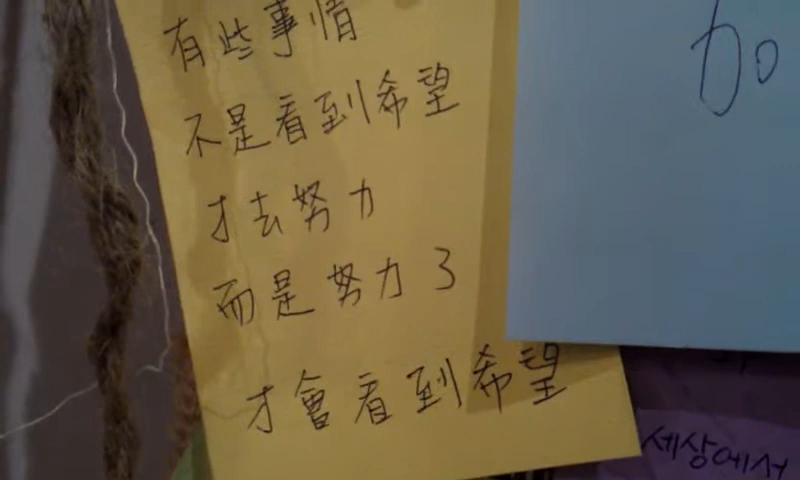 有些事情
不是看到希望
才去努力
而是努力了
才會看到希望
加
세상에서